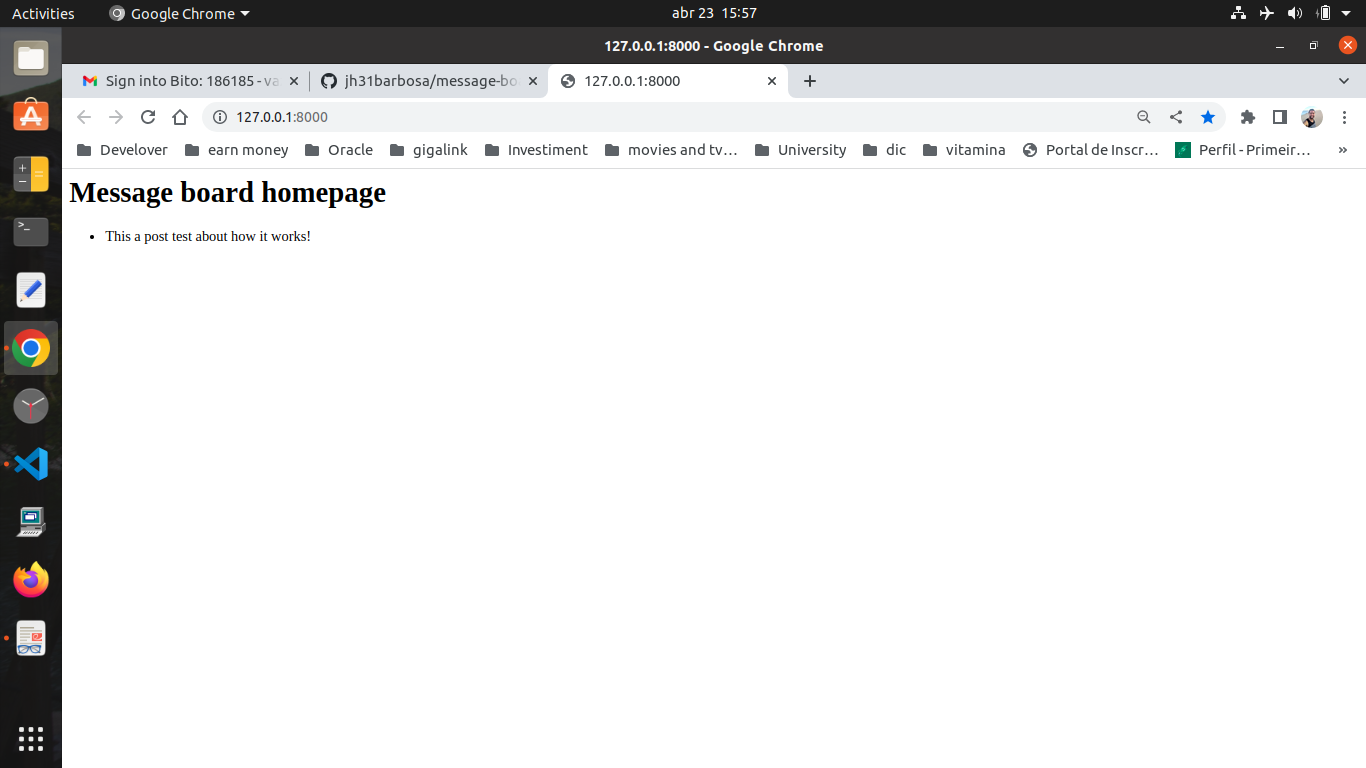 Activities
Google Chrome
abr 23 15:57
127.0.0.1:8000 - Google Chrome
Sign into Bito: 186185 - va
jh31barbosa/message-bo
127.0.0.1:8000
127.0.0.1:8000
Develover
earn money
Oracle
gigalink
Investiment
movies and tv…
University
dic
vitamina
Portal de Inscr…
Perfil - Primeir…
»
Message board homepage
• This a post test about how it works!